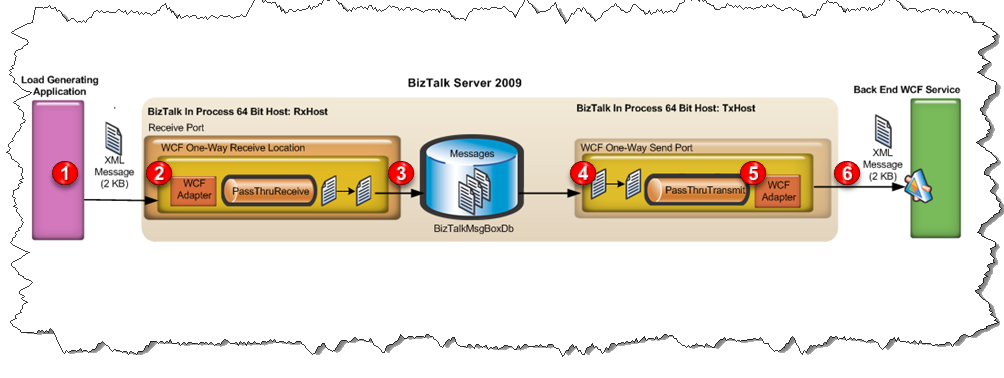 BizTalk Server 2009
Load Generating
Application
1
XML
Message
(2 KB)
BizTalk In Process 64 Bit Host: RxHost
Receive Port
WCF One-Way Receive Location
2
WCF
Adapter
PassThruReceive
3
Messages
BizTalkMsgBoxDb
BizTalk In Process 64 Bit Host: TxHost
WCF One-Way Send Port
4
PassThruTransmit
5
WCF
Adapter
6
XML
Message
(2 KB)
Back End WCF Service